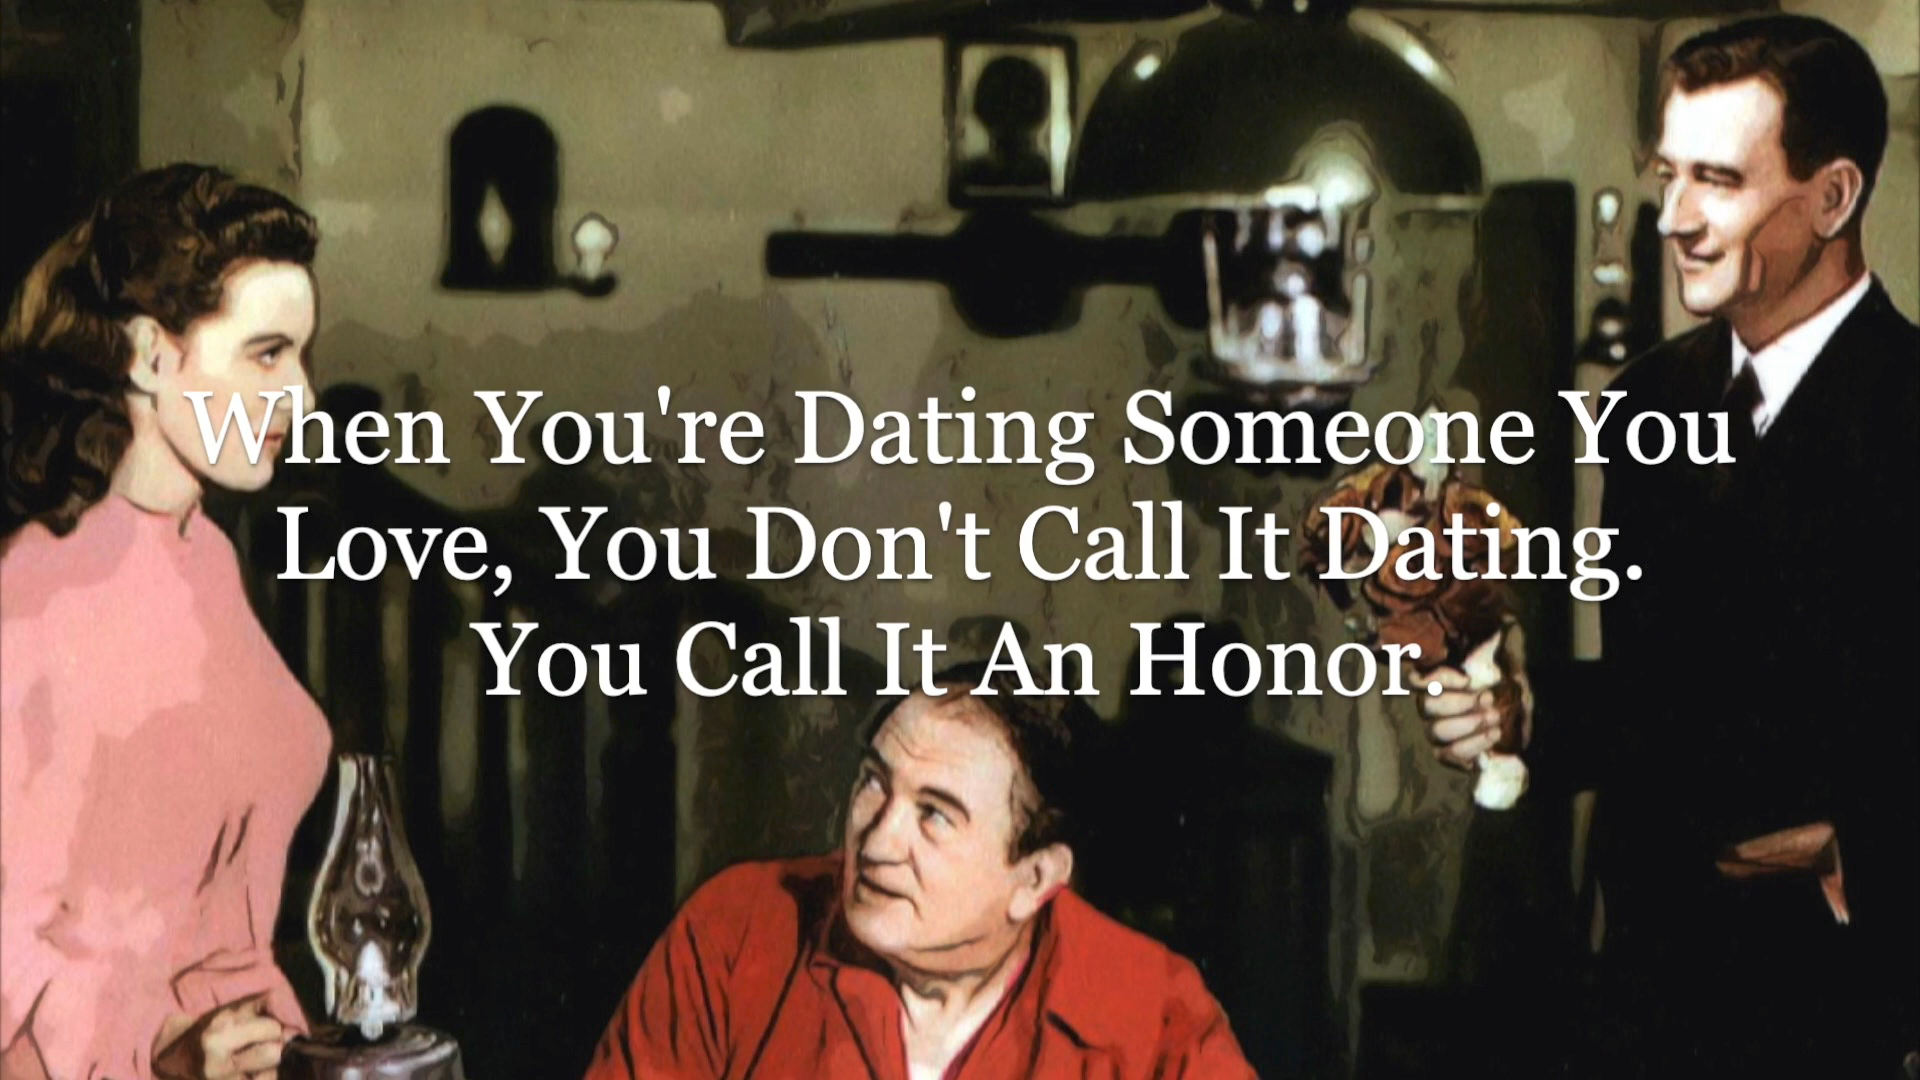 When You're Dating Someone You
Love, You Don't Call It Dating.
You Call It An Honor.